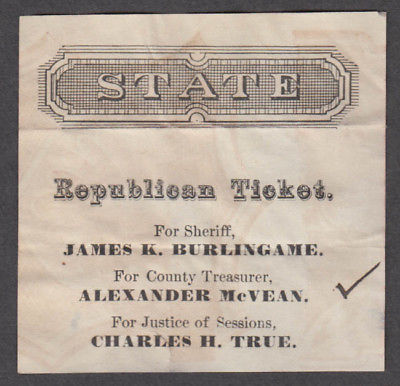 STATE
Republican Ticket.
For Sheriff,
JAMES K. BURLINGAME.
For County Treasurer,
ALEXANDER McVEAN.
For Justice of Sessions,
CHARLES H. TRUE.